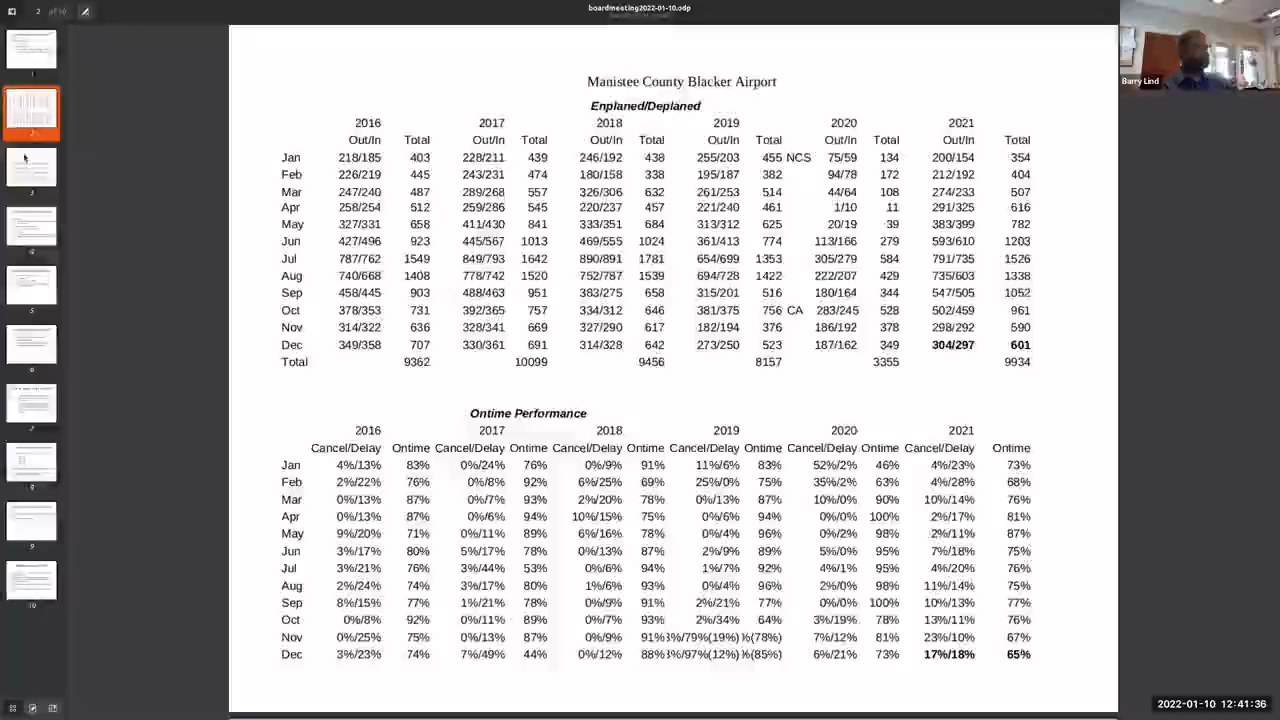 boardmeeting2022-01-10.odp
Manistee County Blacker Airport
Enplaned/Deplaned
2016 2017 2018 2019 2020 2021
Out/In Total Out/In Total Out/In Total Out/In Total Out/In Total Out/In Total
Jan 218/185 403 228/211 439 246/192 438 255/203 455 NCS 75/59 134 200/154 354
Feb 226/219 445 243/231 474 180/158 338 195/187 382 94/78 172 212/192 404
Mar 247/240 487 289/268 557 326/306 632 261/253 514 44/64 108 274/233 507
Apr 258/254 512 259/286 545 220/237 457 221/240 461 1/10 11 291/325 616
May 327/331 658 411/430 841 333/351 684 313/312 625 20/19 39 383/399 782
Jun 427/496 923 445/567 1013 469/555 1024 361/413 774 113/166 279 593/610 1203
Jul 787/762 1549 849/793 1642 890/891 1781 654/699 1353 305/279 584 791/735 1526
Aug 740/668 1408 778/742 1520 752/787 1539 694/728 1422 222/207 429 735/603 1338
Sep 458/445 903 488/463 951 383/275 658 315/201 516 180/164 344 547/505 1052
Oct 378/353 731 392/365 757 334/312 646 381/375 756 CA 283/245 528 502/459 961
Nov 314/322 636 328/341 669 327/290 617 182/194 376 186/192 378 298/292 590
Dec 349/358 707 330/361 691 314/328 642 273/250 523 187/162 349 304/297 601
Total 9362 10099 9456 8157 3355 9934
Ontime Performance
2016 2017 2018 2019 2020 2021
Cancel/Delay Ontime Cancel/Delay Ontime Cancel/Delay Ontime Cancel/Delay Ontime Cancel/Delay Ontime Cancel/Delay Ontime
Jan 4%/13% 83% 0%/24% 76% 0%/9% 91% 11%/6% 83% 52%/2% 46% 4%/23% 73%
Feb 2%/22% 76% 0%/8% 92% 6%/25% 69% 25%/0% 75% 35%/2% 63% 4%/28% 68%
Mar 0%/13% 87% 0%/7% 93% 2%/20% 78% 0%/13% 87% 10%/0% 90% 10%/14% 76%
Apr 0%/13% 87% 0%/6% 94% 10%/15% 75% 0%/6% 94% 0%/0% 100% 2%/17% 81%
May 9%/20% 71% 0%/11% 89% 6%/16% 78% 0%/4% 96% 0%/2% 98% 2%/11% 87%
Jun 3%/17% 80% 5%/17% 78% 0%/13% 87% 2%/9% 89% 5%/0% 95% 7%/18% 75%
Jul 3%/21% 76% 3%/44% 53% 0%/6% 94% 1%/7% 92% 4%/1% 95% 4%/20% 76%
Aug 2%/24% 74% 3%/17% 80% 1%/6% 93% 0%/4% 96% 2%/0% 98% 11%/14% 75%
Sep 8%/15% 77% 1%/21% 78% 0%/9% 91% 2%/21% 77% 0%/0% 100% 10%/13% 77%
Oct 0%/8% 92% 0%/11% 89% 0%/7% 93% 2%/34% 64% 3%/19% 78% 13%/11% 76%
Nov 0%/25% 75% 0%/13% 87% 0%/9% 91% 3%/79%(19%) %(78%) 7%/12% 81% 23%/10% 67%
Dec 3%/23% 74% 7%/49% 44% 0%/12% 88% 3%/97%(12%) %(85%) 6%/21% 73% 17%/18% 65%
Barry Lind
2022-01-10 12:41:36